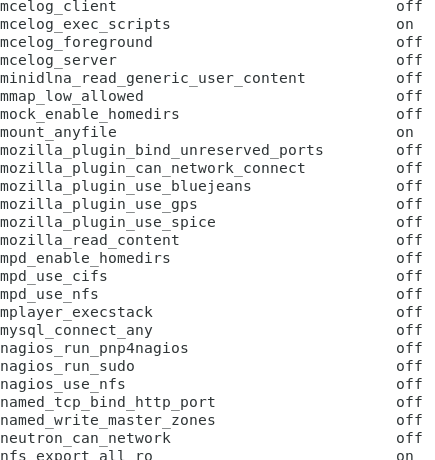 mcelog_client off
mcelog_exec_scripts on
mcelog_foreground off
mcelog_server off
minidlna_read_generic_user_content off
mmap_low_allowed off
mock_enable_homedirs off
mount_anyfile on
mozilla_plugin_bind_unreserved_ports off
mozilla_plugin_can_network_connect off
mozilla_plugin_use_bluejeans off
mozilla_plugin_use_gps off
mozilla_plugin_use_spice off
mozilla_read_content off
mpd_enable_homedirs off
mpd_use_cifs off
mpd_use_nfs off
mplayer_execstack off
mysql_connect_any off
nagios_run_pnp4nagios off
nagios_run_sudo off
nagios_use_nfs off
named_tcp_bind_http_port off
named_write_master_zones off
neutron_can_network off
nfs_export_all_ro on